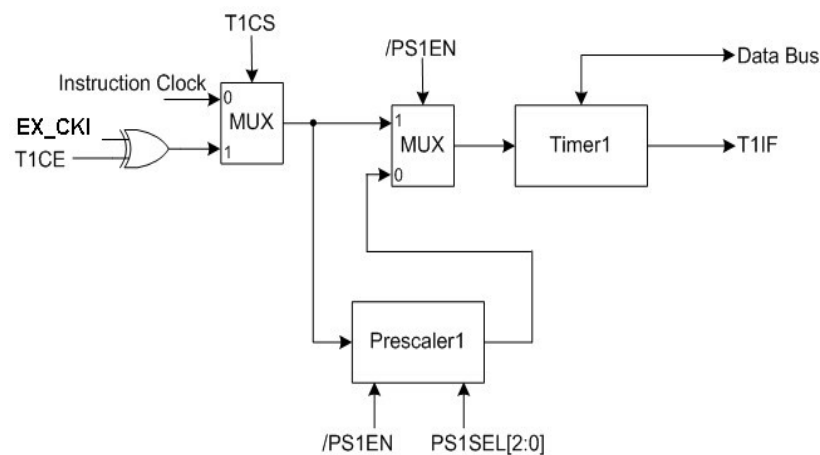 T1CS
/PS1EN
Data Bus
Instruction Clock
0
MUX
EX_CKI
T1CE
1
1
MUX
0
Timer1
T1IF
Prescaler1
/PS1EN
PS1SEL[2:0]